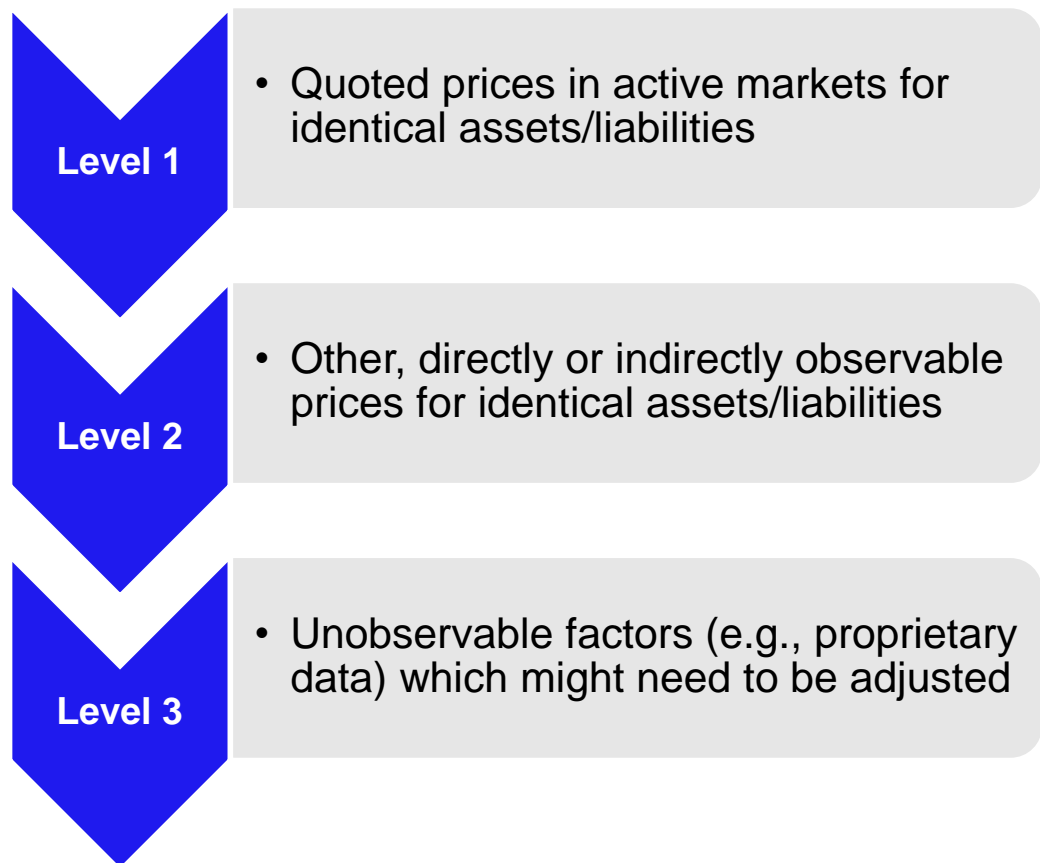 Level 1
• Quoted prices in active markets for
identical assets/liabilities
Level 2
• Other, directly or indirectly observable
prices for identical assets/liabilities
Level 3
• Unobservable factors (e.g., proprietary
data) which might need to be adjusted